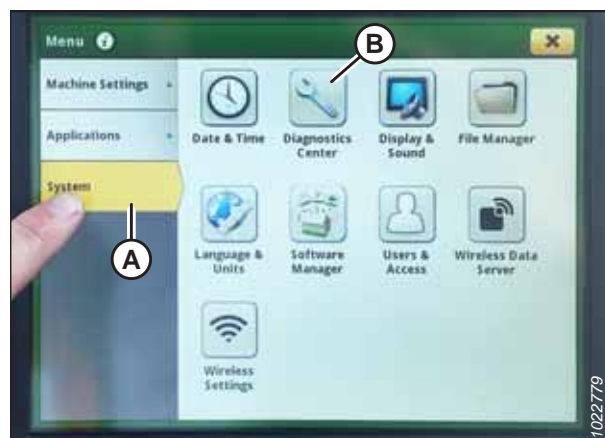 Menu i
B
Machine Settings
Applications
System
A
Date & Time
Diagnostics
Center
Display &
Sound
File Manager
Language &
Units
Software
Manager
Users &
Access
Wireless Data
Server
Wireless
Settings
1022779